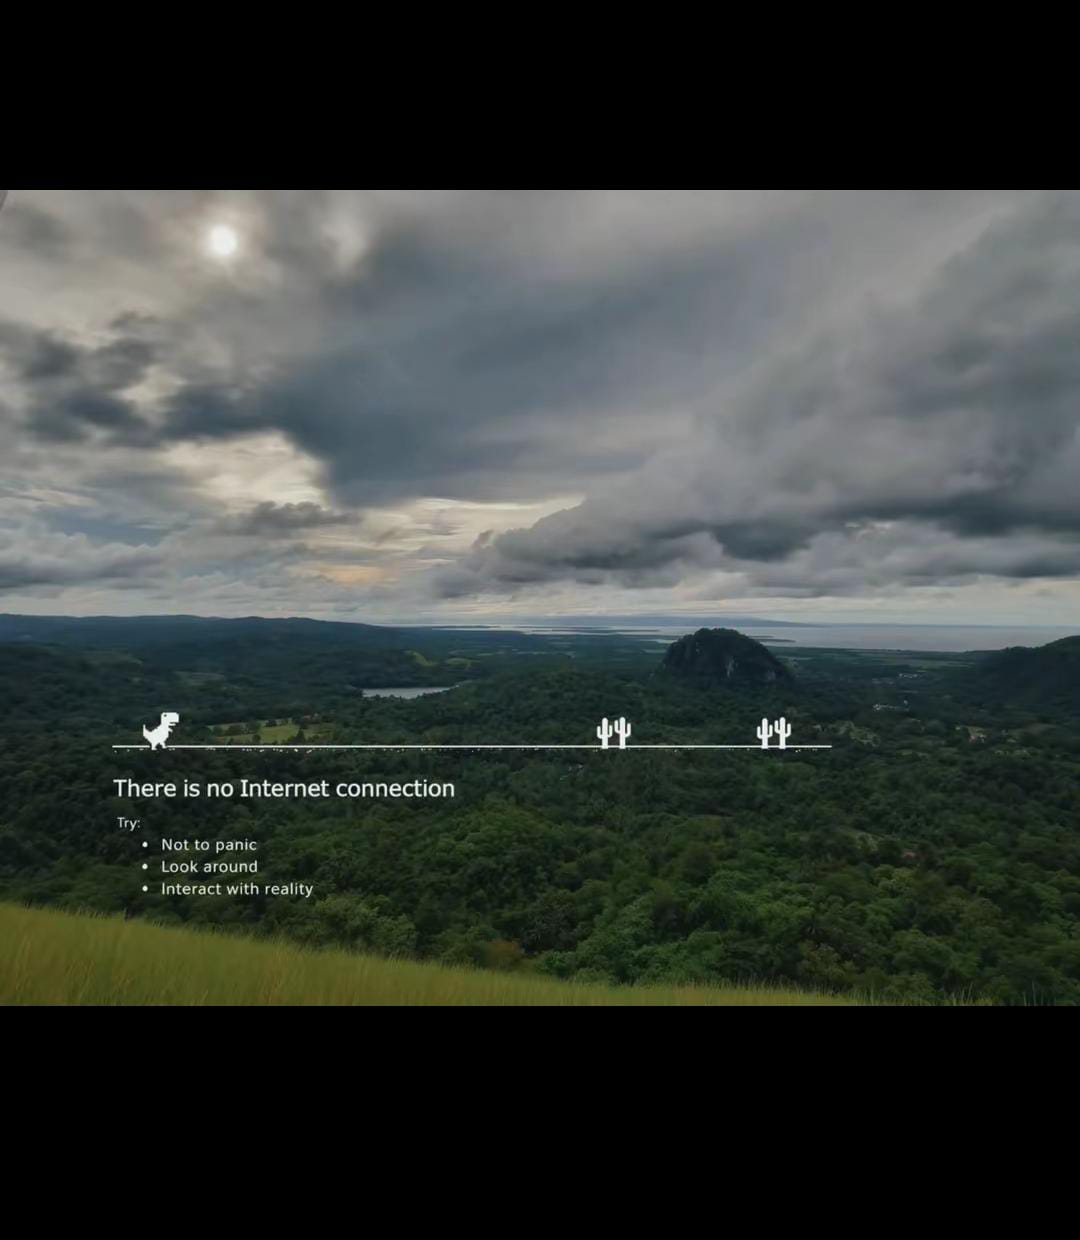 There is no Internet connection
Try:
• Not to panic
• Look around
• Interact with reality